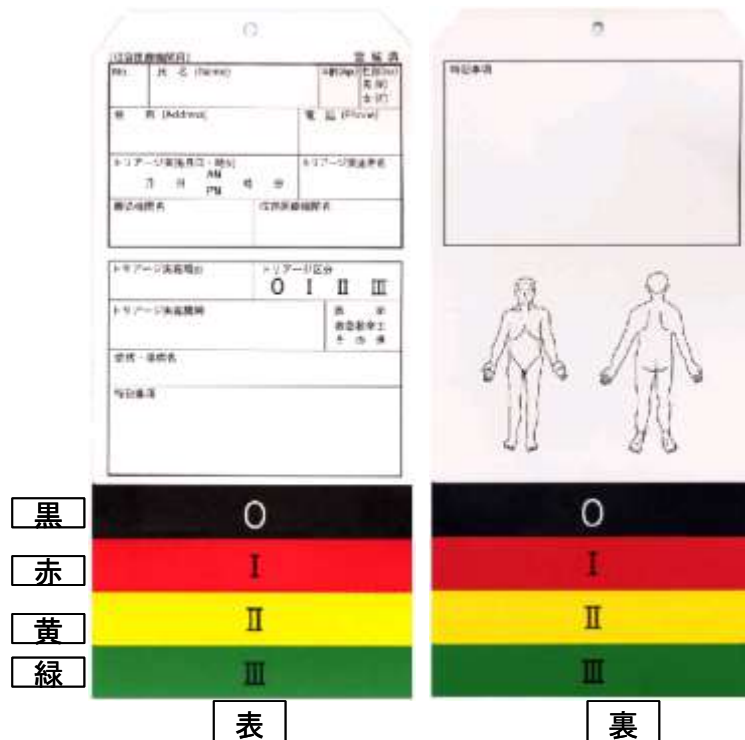 No. 氏 名 (Name) 年齢(Age) 性別(Sex)
男 (M)
女 (F)
住 所 (Address) 電 話 (Phone)
トリアージ実施月日・時刻 トリアージ実施者名
月 日 AM 時 分
PM
搬送機関名 収容医療機関名
トリアージ実施場所 トリアージ区分
O I II III
トリアージ実施機関 医 師
救急救命士
その他
症状・傷病名
特記事項
特記事項
黒
O
O
赤
I
I
黄
II
II
緑
III
III
表
裏